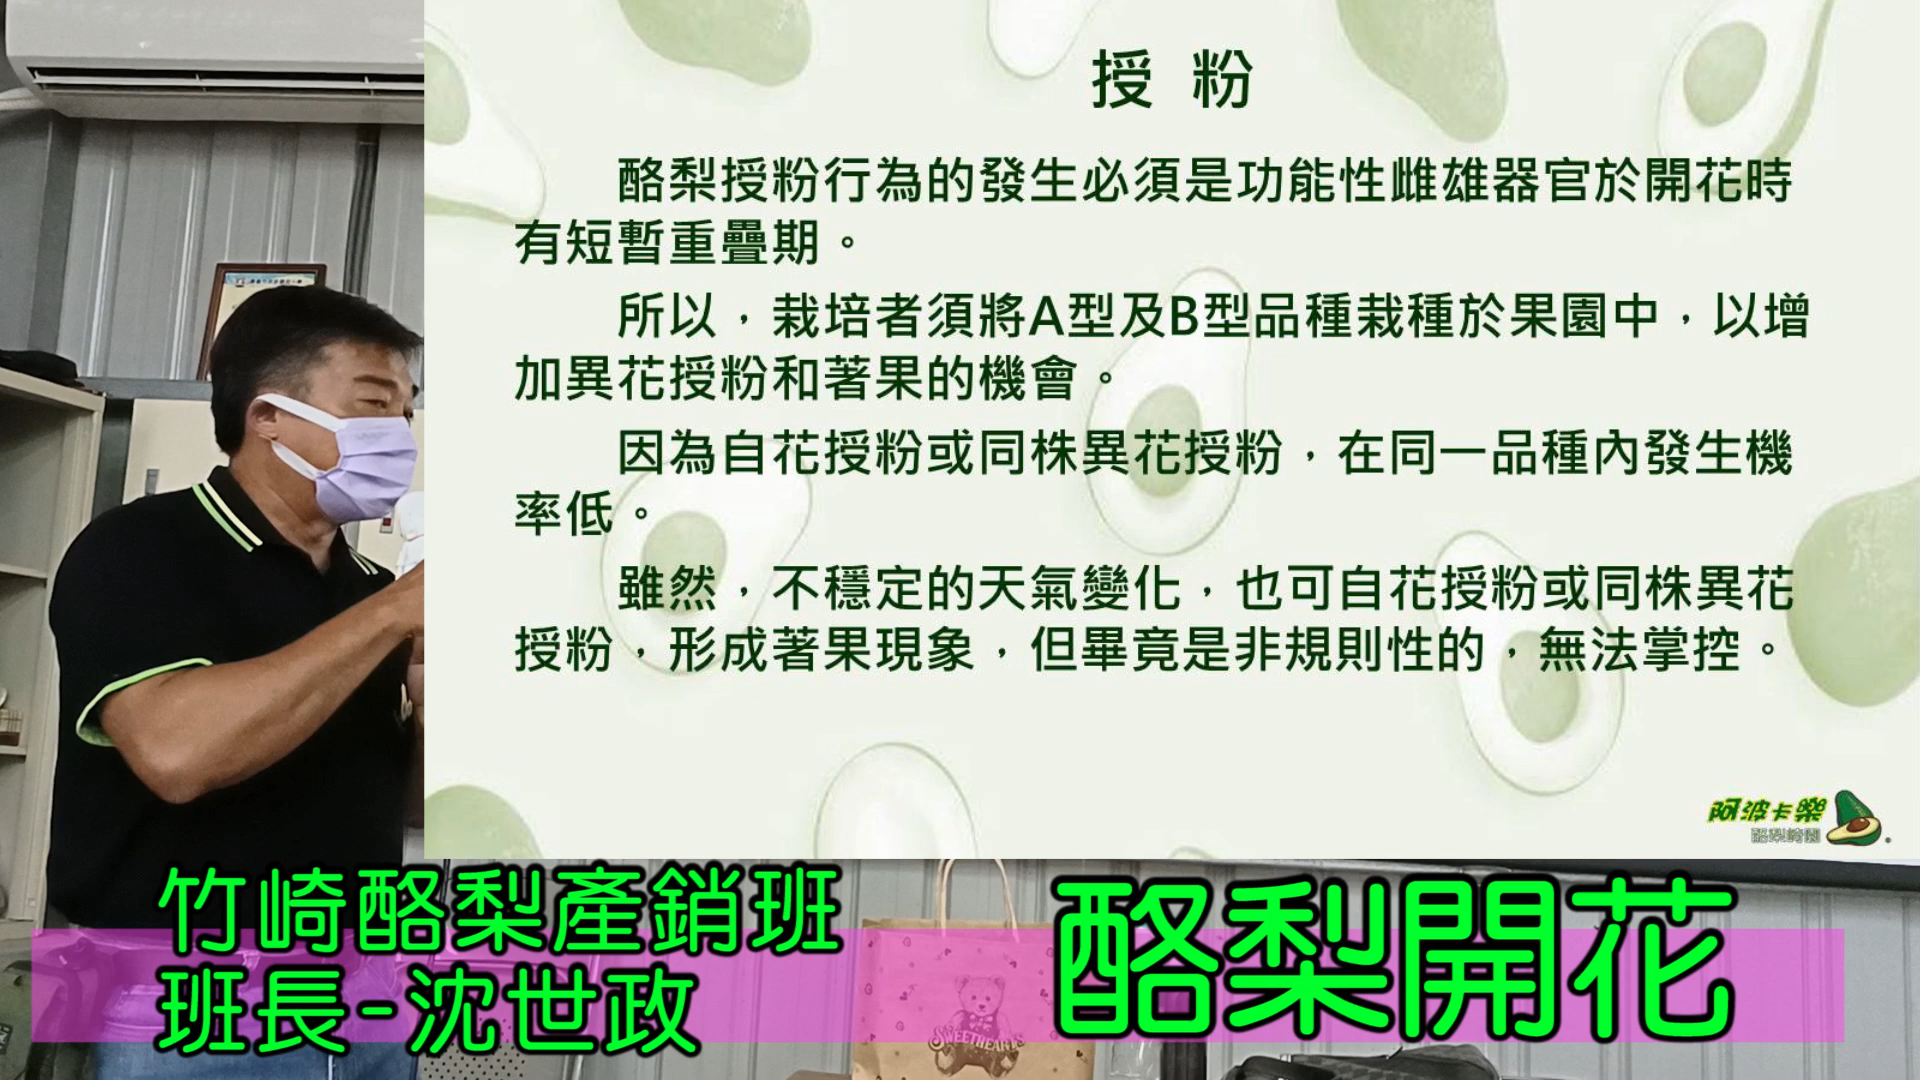 授粉
酪梨授粉行為的發生必須是功能性雌雄器官於開花時
有短暫重疊期。
所以，栽培者須將A型及B型品種栽種於果園中，以增
加異花授粉和著果的機會。
因為自花授粉或同株異花授粉，在同一品種內發生機
率低。
雖然，不穩定的天氣變化，也可自花授粉或同株異花
授粉，形成著果現象，但畢竟是非規則性的，無法掌控。
阿波卡樂
竹崎酪梨產銷班
班長-沈世政
酪梨開花
SWEETHEARTS